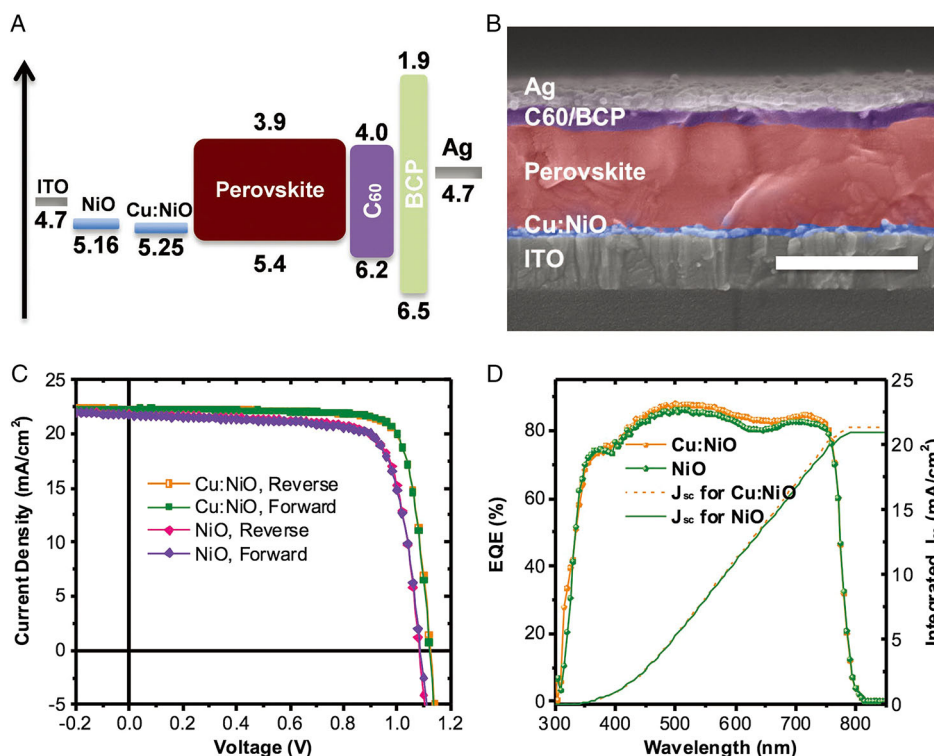 A
1.9
3.9
4.0
Ag
ITO
4.7
NiO
5.16
Cu:NiO
5.25
Perovskite
C60
BCP
4.7
5.4
6.2
6.5
B
Ag
C60/BCP
Perovskite
Cu:NiO
ITO
C
Current Density (mA/cm2)
25
20
15
10
5
0
-5
Cu:NiO, Reverse
Cu:NiO, Forward
NiO, Reverse
NiO, Forward
-0.2 0.0 0.2 0.4 0.6 0.8 1.0 1.2
Voltage (V)
D
EQE (%)
80
60
40
20
0
Cu:NiO
NiO
Jsc for Cu:NiO
Jsc for NiO
25
20
15
10
5
0
Integrated (mA/cm2)
300 400 500 600 700 800
Wavelength (nm)